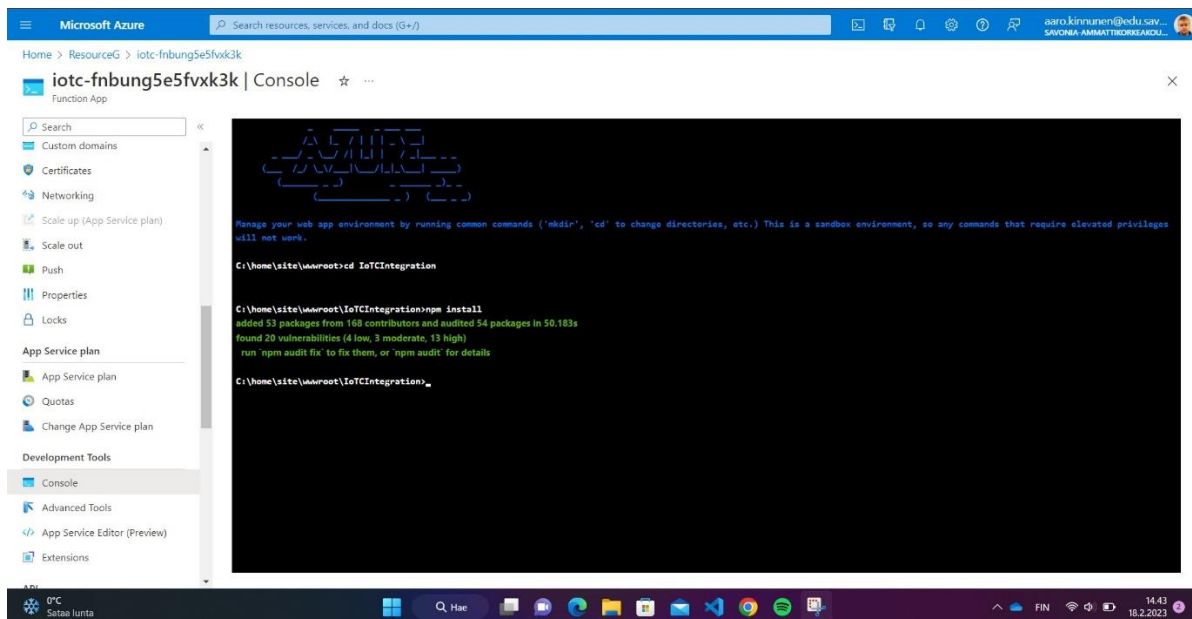 Microsoft Azure
Search resources, services, and docs (G+/)
aaro.kinnunen@edu.sav...
SAVONIA-AMMATTIKORKEAKOU...
Home > ResourceG > iotc-fnbung5e5fvxk3k
iotc-fnbung5e5fvxk3k | Console
Function App
Search
Custom domains
Certificates
Networking
Scale up (App Service plan)
Scale out
Push
Properties
Locks
App Service plan
App Service plan
Quotas
Change App Service plan
Development Tools
Console
Advanced Tools
App Service Editor (Preview)
Extensions
API
AZURE
Manage your web app environment by running common commands ('mkdir', 'cd' to change directories, etc.) This is a sandbox environment, so any commands that require elevated privileges
will not work.
C:\home\site\wwwroot>cd IoTCIntegration
C:\home\site\wwwroot\IoTCIntegration>npm install
added 53 packages from 168 contributors and audited 54 packages in 50.183s
found 20 vulnerabilities (4 low, 3 moderate, 13 high)
run `npm audit fix` to fix them, or `npm audit` for details
C:\home\site\wwwroot\IoTCIntegration>_
0°C
Sataa lunta
Hae
FIN
14.43
18.2.2023
2